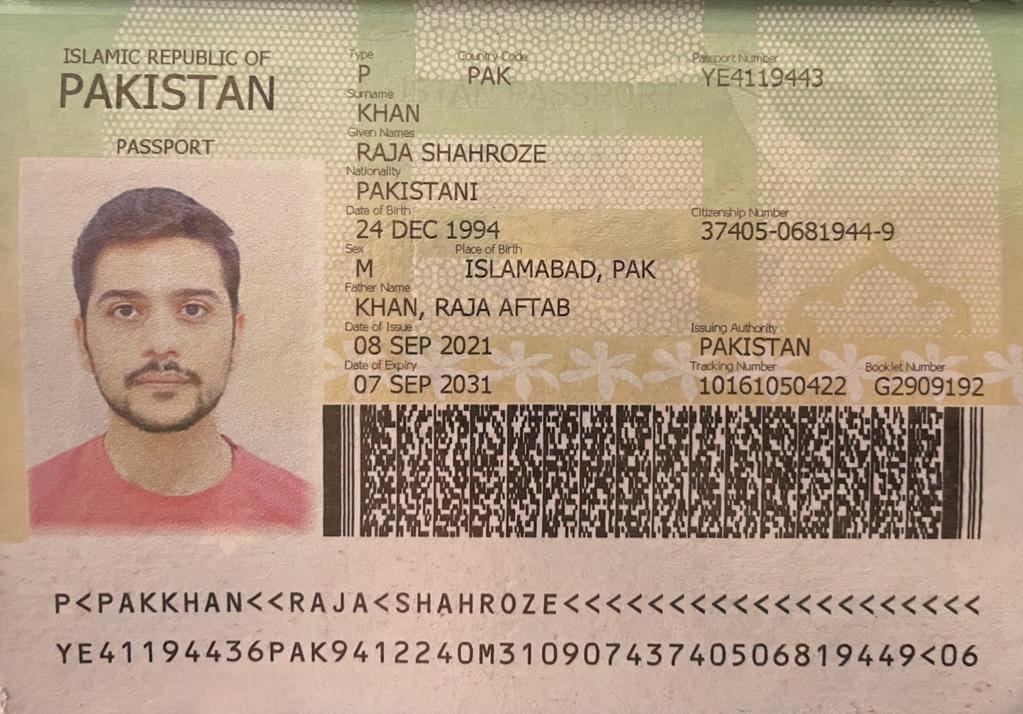 ISLAMIC REPUBLIC OF
PAKISTAN
PASSPORT
Type Country Code Passport Number
P PAK YE4119443
Surname
KHAN
Given Names
RAJA SHAHROZE
Nationality
PAKISTANI
Date of Birth Citizenship Number
24 DEC 1994 37405-0681944-9
Sex Place of Birth
M ISLAMABAD, PAK
Father Name
KHAN, RAJA AFTAB
Date of Issue Issuing Authority
08 SEP 2021 PAKISTAN
Date of Expiry Tracking Number Booklet Number
07 SEP 2031 10161050422 G2909192
P<PAKKHAN<<RAJA<SHAHROZE<<<<<<<<<<<<<<<<<<<<
YE41194436PAK9412240M3109074374050681944​9<06